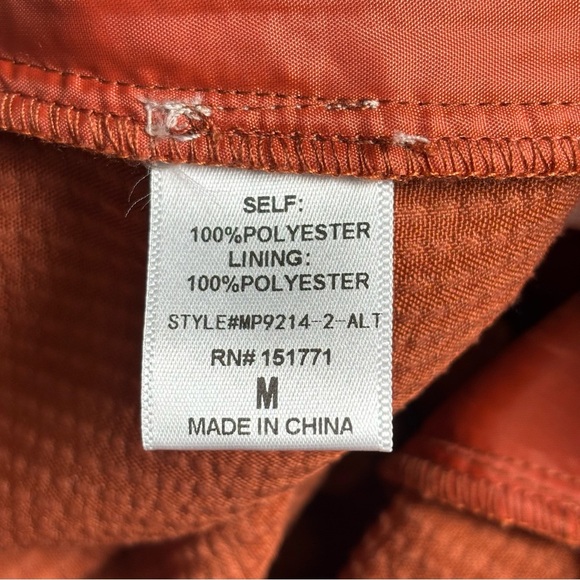 SELF:
100%POLYESTER
LINING:
100%POLYESTER
STYLE#MP9214-2-ALT
RN# 151771
M
MADE IN CHINA